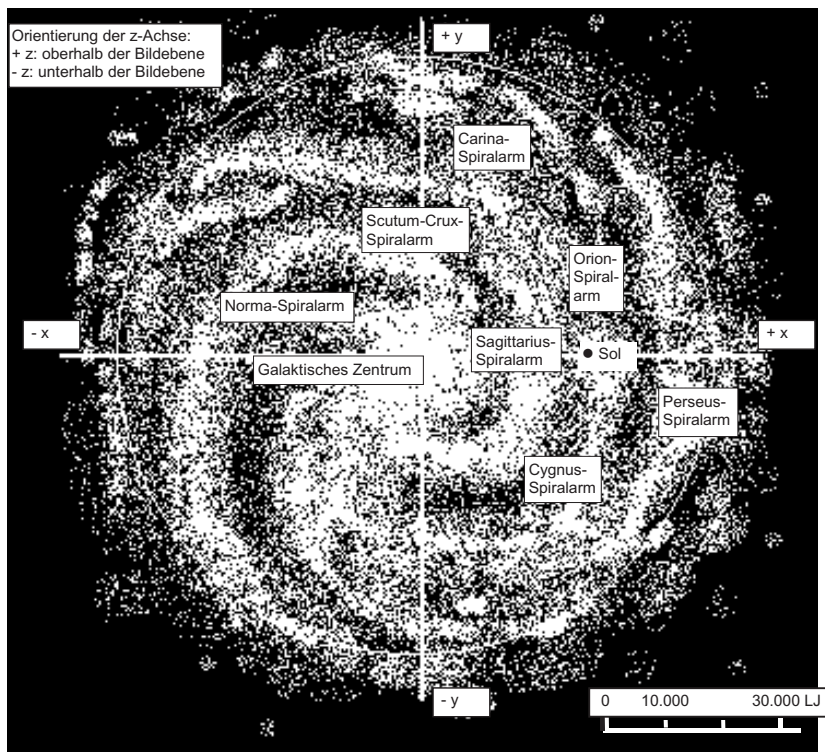 Orientierung der z-Achse:
+ z: oberhalb der Bildebene
- z: unterhalb der Bildebene
+ y
Carina-
Spiralarm
Scutum-Crux-
Spiralarm
Orion-
Spiral-
arm
Norma-Spiralarm
- x
+ x
Sagittarius-
Spiralarm
Sol
Galaktisches Zentrum
Perseus-
Spiralarm
Cygnus-
Spiralarm
- y
0 10.000 30.000 LJ